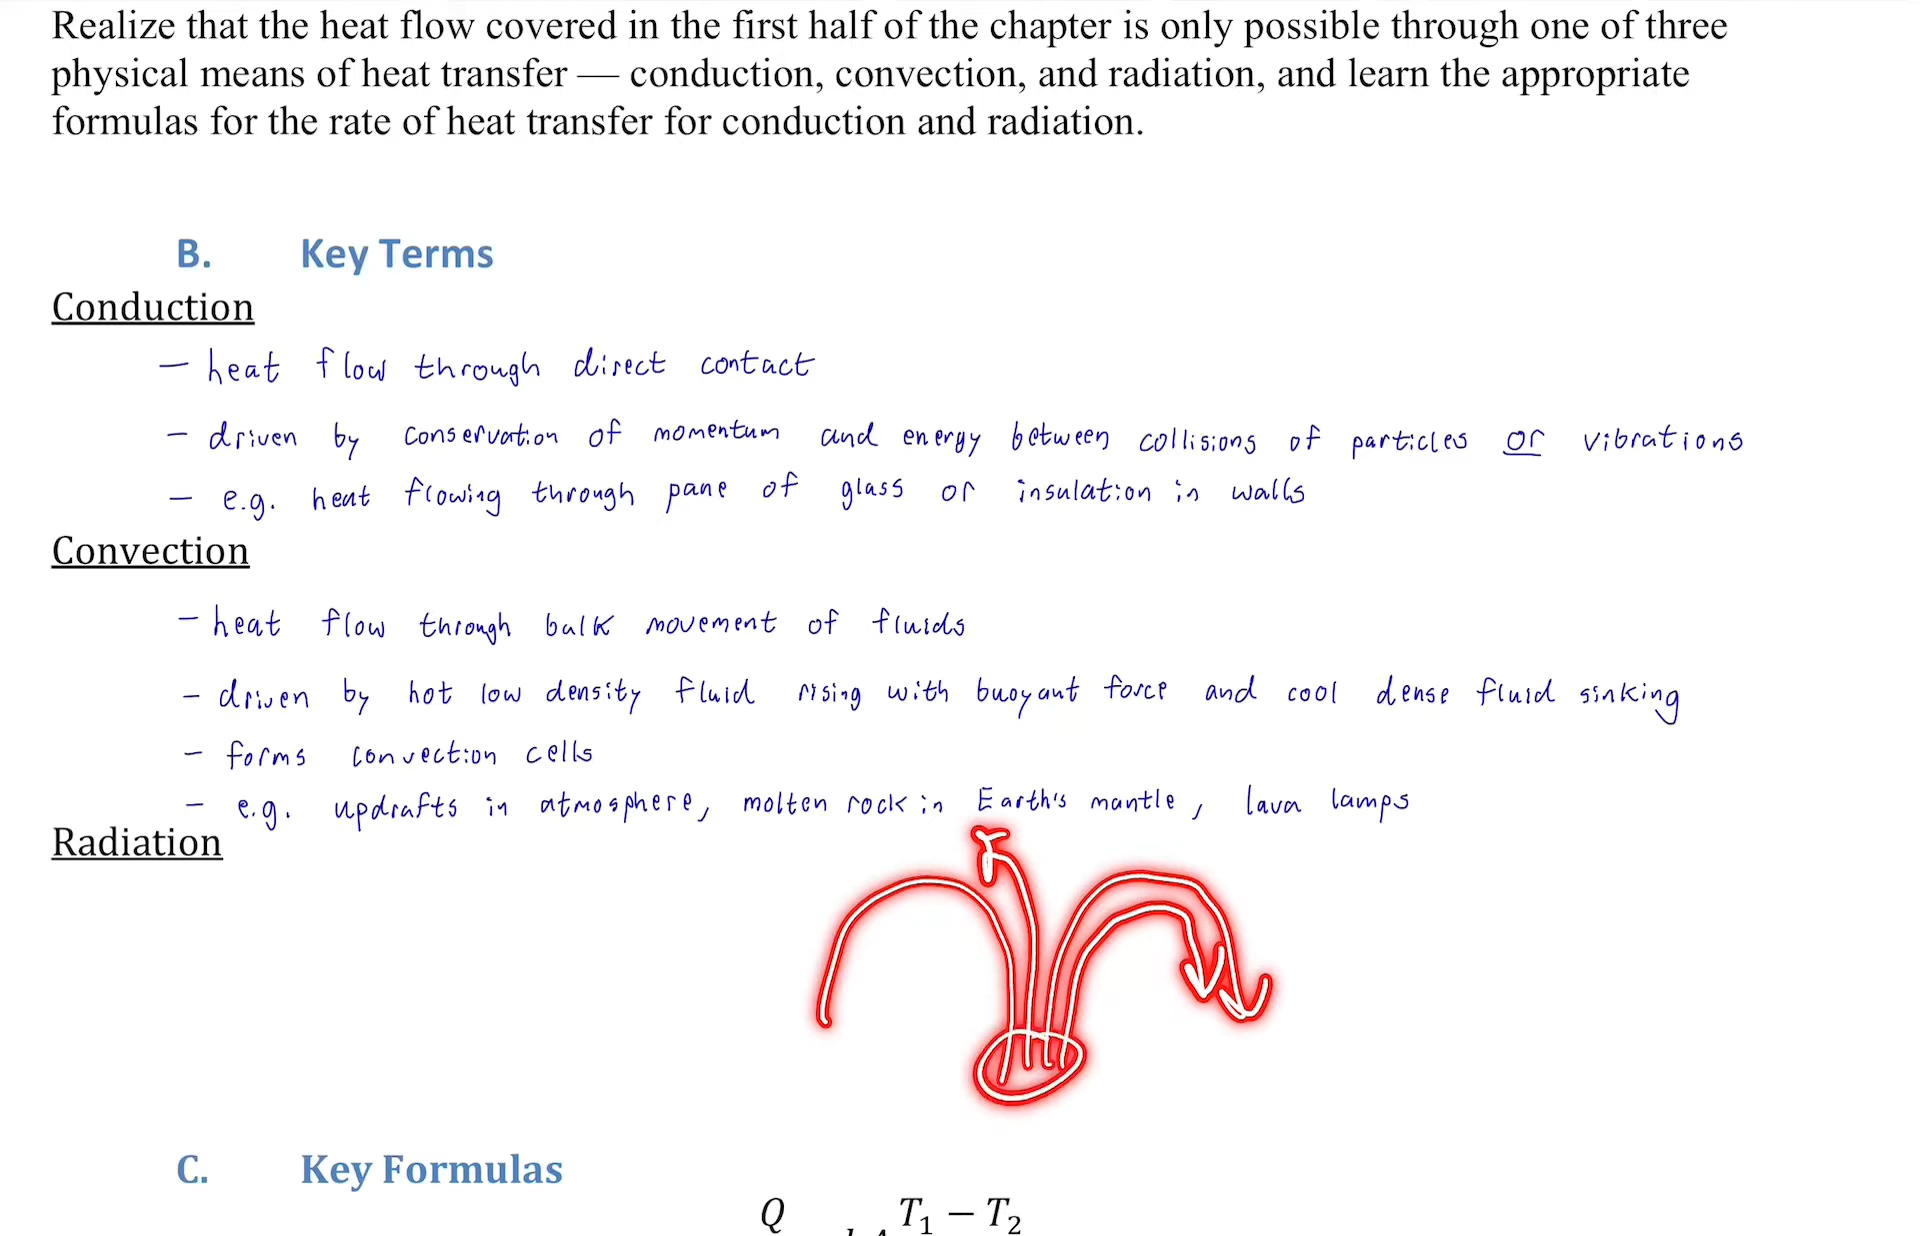 Realize that the heat flow covered in the first half of the chapter is only possible through one of three
physical means of heat transfer — conduction, convection, and radiation, and learn the appropriate
formulas for the rate of heat transfer for conduction and radiation.
B. Key Terms
Conduction
- heat flow through direct contact
- driven by conservation of momentum and energy between collisions of particles or vibrations
- e.g. heat flowing through pane of glass or insulation in walls
Convection
- heat flow through bulk movement of fluids
- driven by hot low density fluid rising with buoyant force and cool dense fluid sinking
- forms convection cells
- e.g. updrafts in atmosphere, molten rock in Earth's mantle, lava lamps
Radiation
C. Key Formulas
Q T₁ − T₂